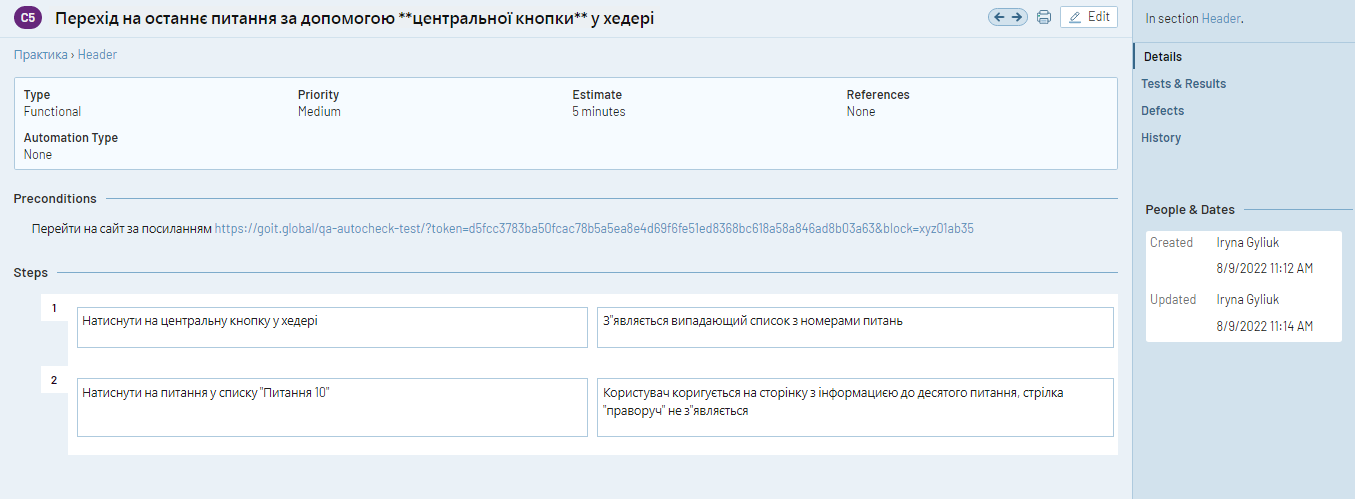 C5 Перехід на останнє питання за допомогою **центральної кнопки** у хедері
Edit
In section Header.
Практика › Header
Details
Tests & Results
Defects
History
Type
Functional
Priority
Medium
Estimate
5 minutes
References
None
Automation Type
None
Preconditions
Перейти на сайт за посиланням https://goit.global/qa-autocheck-test/?token=d5fcc3783ba50fcac78b5a5ea8e4d69f6fe51ed8368bc618a58a846ad8b03a63&block=xyz01ab35
People & Dates
Created Iryna Gyliuk
8/9/2022 11:12 AM
Updated Iryna Gyliuk
8/9/2022 11:14 AM
Steps
1
Натиснути на центральну кнопку у хедері
З"являється випадающий список з номерами питань
2
Натиснути на питання у списку "Питання 10"
Користувач коригується на сторінку з інформацією до десятого питання, стрілка
"праворуч" не з"являється